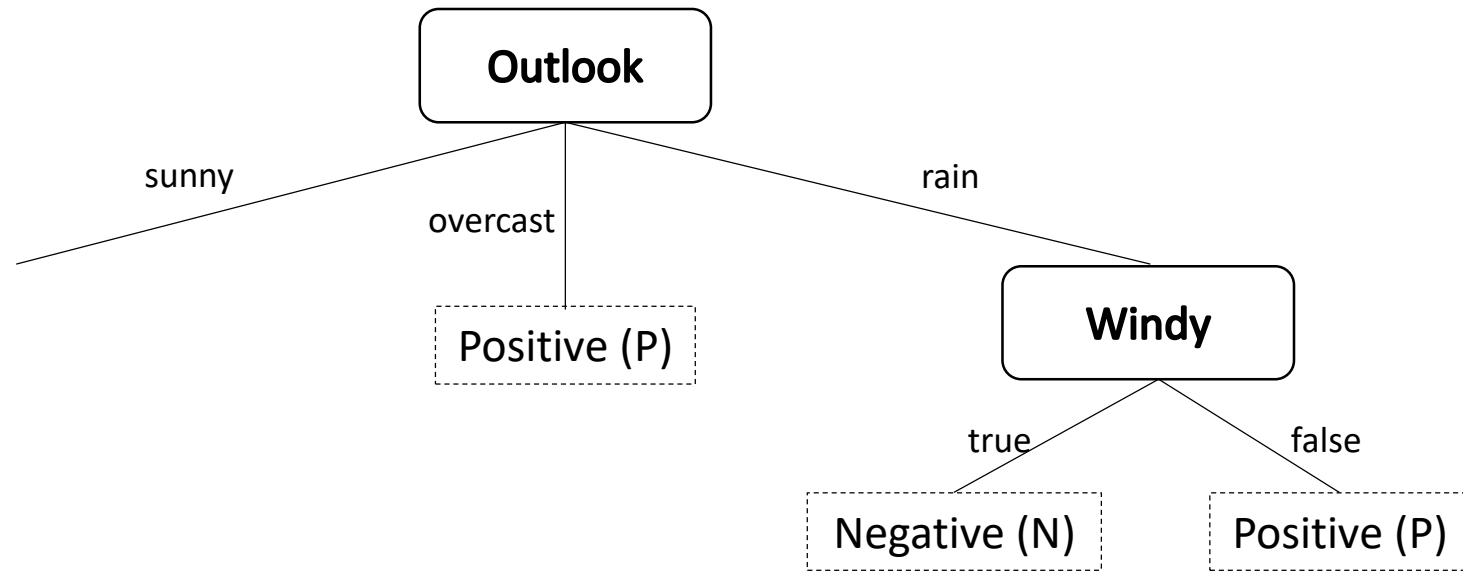 Outlook
sunny
rain
overcast
Windy
Positive (P)
true
false
Negative (N)
Positive (P)